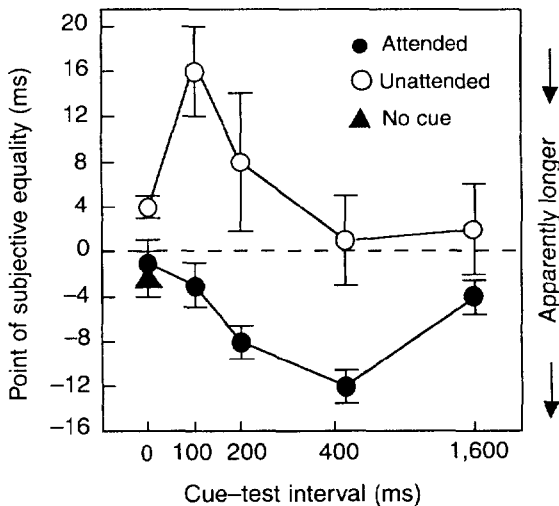 20
16
12
8
4
0
−4
−8
−12
−16
Point of subjective equality (ms)
Attended
Unattended
No cue
Apparently longer
0 100 200 400 1,600
Cue–test interval (ms)